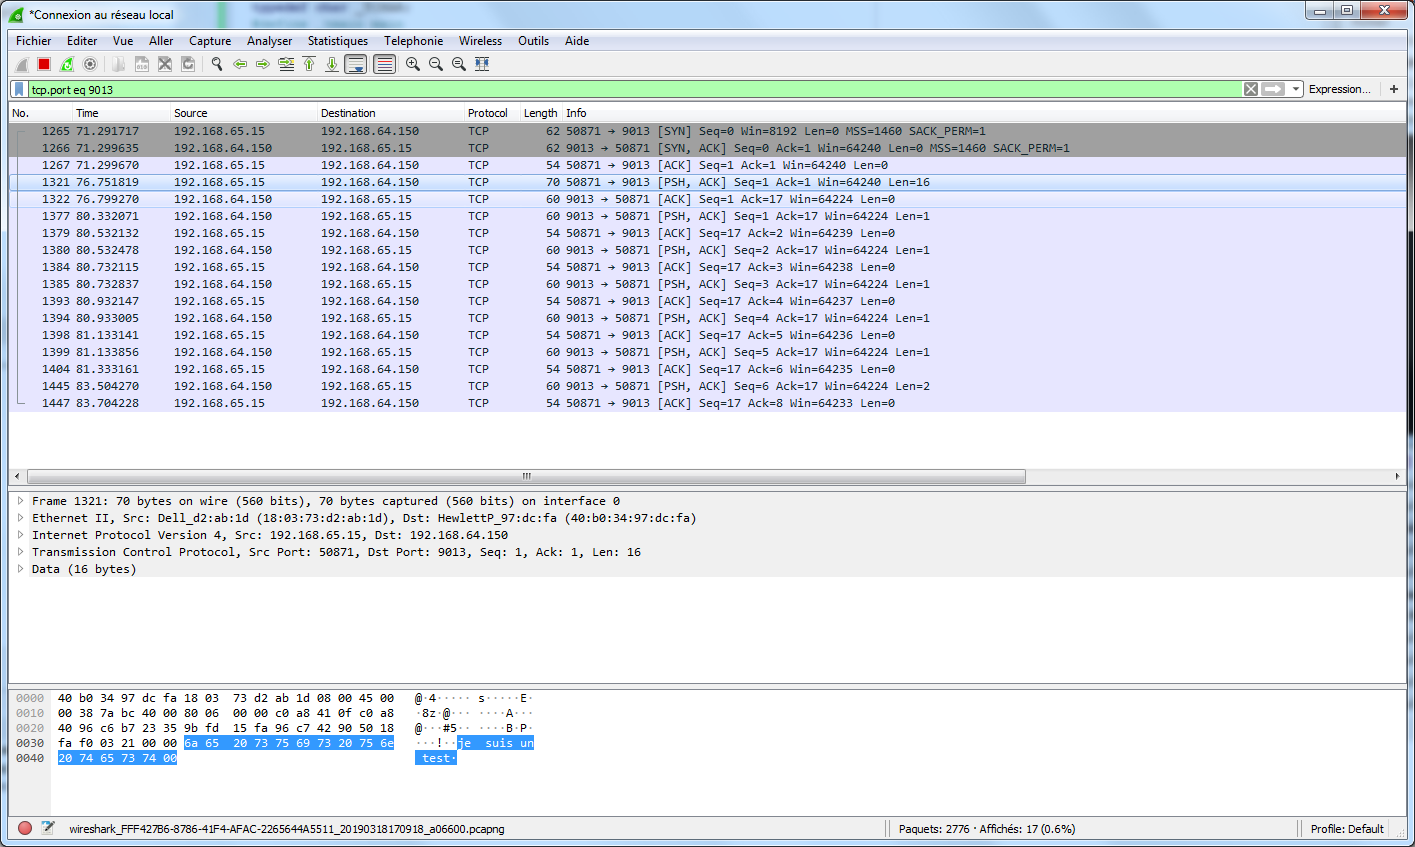 *Connexion au réseau local
Fichier Editer Vue Aller Capture Analyser Statistiques Telephonie Wireless Outils Aide
tcp.port eq 9013 Expression... +
No. Time Source Destination Protocol Length Info
1265 71.291717 192.168.65.15 192.168.64.150 TCP 62 50871 → 9013 [SYN] Seq=0 Win=8192 Len=0 MSS=1460 SACK_PERM=1
1266 71.299635 192.168.64.150 192.168.65.15 TCP 62 9013 → 50871 [SYN, ACK] Seq=0 Ack=1 Win=64240 Len=0 MSS=1460 SACK_PERM=1
1267 71.299670 192.168.65.15 192.168.64.150 TCP 54 50871 → 9013 [ACK] Seq=1 Ack=1 Win=64240 Len=0
1321 76.751819 192.168.65.15 192.168.64.150 TCP 70 50871 → 9013 [PSH, ACK] Seq=1 Ack=1 Win=64240 Len=16
1322 76.799270 192.168.64.150 192.168.65.15 TCP 60 9013 → 50871 [ACK] Seq=1 Ack=17 Win=64224 Len=0
1377 80.332071 192.168.64.150 192.168.65.15 TCP 60 9013 → 50871 [PSH, ACK] Seq=1 Ack=17 Win=64224 Len=1
1379 80.532132 192.168.65.15 192.168.64.150 TCP 54 50871 → 9013 [ACK] Seq=17 Ack=2 Win=64239 Len=0
1380 80.532478 192.168.64.150 192.168.65.15 TCP 60 9013 → 50871 [PSH, ACK] Seq=2 Ack=17 Win=64224 Len=1
1384 80.732115 192.168.65.15 192.168.64.150 TCP 54 50871 → 9013 [ACK] Seq=17 Ack=3 Win=64238 Len=0
1385 80.732837 192.168.64.150 192.168.65.15 TCP 60 9013 → 50871 [PSH, ACK] Seq=3 Ack=17 Win=64224 Len=1
1393 80.932147 192.168.65.15 192.168.64.150 TCP 54 50871 → 9013 [ACK] Seq=17 Ack=4 Win=64237 Len=0
1394 80.933005 192.168.64.150 192.168.65.15 TCP 60 9013 → 50871 [PSH, ACK] Seq=4 Ack=17 Win=64224 Len=1
1398 81.133141 192.168.65.15 192.168.64.150 TCP 54 50871 → 9013 [ACK] Seq=17 Ack=5 Win=64236 Len=0
1399 81.133856 192.168.64.150 192.168.65.15 TCP 60 9013 → 50871 [PSH, ACK] Seq=5 Ack=17 Win=64224 Len=1
1404 81.333161 192.168.65.15 192.168.64.150 TCP 54 50871 → 9013 [ACK] Seq=17 Ack=6 Win=64235 Len=0
1445 83.504270 192.168.64.150 192.168.65.15 TCP 60 9013 → 50871 [PSH, ACK] Seq=6 Ack=17 Win=64224 Len=2
1447 83.704228 192.168.65.15 192.168.64.150 TCP 54 50871 → 9013 [ACK] Seq=17 Ack=8 Win=64233 Len=0
Frame 1321: 70 bytes on wire (560 bits), 70 bytes captured (560 bits) on interface 0
Ethernet II, Src: Dell_d2:ab:1d (18:03:73:d2:ab:1d), Dst: HewlettP_97:dc:fa (40:b0:34:97:dc:fa)
Internet Protocol Version 4, Src: 192.168.65.15, Dst: 192.168.64.150
Transmission Control Protocol, Src Port: 50871, Dst Port: 9013, Seq: 1, Ack: 1, Len: 16
Data (16 bytes)
0000 40 b0 34 97 dc fa 18 03 73 d2 ab 1d 08 00 45 00 @·4····· s·····E·
0010 00 38 7a bc 40 00 80 06 00 00 c0 a8 41 0f c0 a8 ·8z·@··· ····A···
0020 40 96 c6 b7 23 35 9b fd 15 fa 96 c7 42 90 50 18 @···#5·· ····B·P·
0030 fa f0 03 21 00 00 6a 65 20 73 75 69 73 20 75 6e ···!··je suis un
0040 20 74 65 73 74 00 test·
wireshark_FFF427B6-8786-41F4-AFAC-2265644A5511_20190318170918_a06600.pcapng Paquets: 2776 · Affichés: 17 (0.6%) Profile: Default